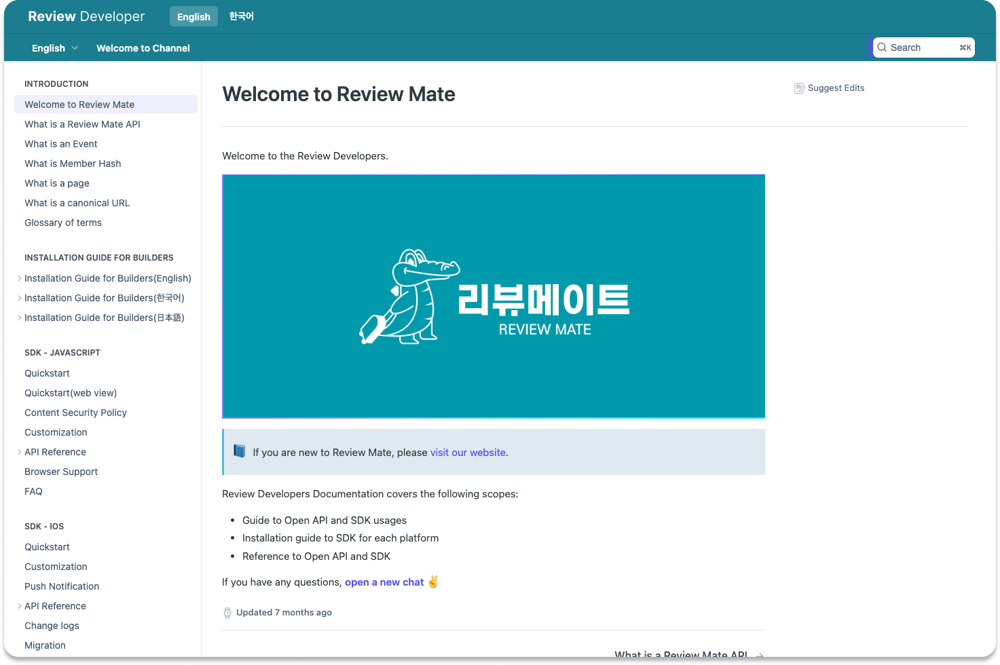 Review Developer
English
한국어
English
Welcome to Channel
Search
⌘K
INTRODUCTION
Welcome to Review Mate
What is a Review Mate API
What is an Event
What is Member Hash
What is a page
What is a canonical URL
Glossary of terms
INSTALLATION GUIDE FOR BUILDERS
Installation Guide for Builders(English)
Installation Guide for Builders(한국어)
Installation Guide for Builders(日本語)
SDK - JAVASCRIPT
Quickstart
Quickstart(web view)
Content Security Policy
Customization
API Reference
Browser Support
FAQ
SDK - IOS
Quickstart
Customization
Push Notification
API Reference
Change logs
Migration
Welcome to Review Mate
Suggest Edits
Welcome to the Review Developers.
리뷰메이트
REVIEW MATE
If you are new to Review Mate, please visit our website.
Review Developers Documentation covers the following scopes:
• Guide to Open API and SDK usages
• Installation guide to SDK for each platform
• Reference to Open API and SDK
If you have any questions, open a new chat ✌️
Updated 7 months ago
What is a Review Mate API →